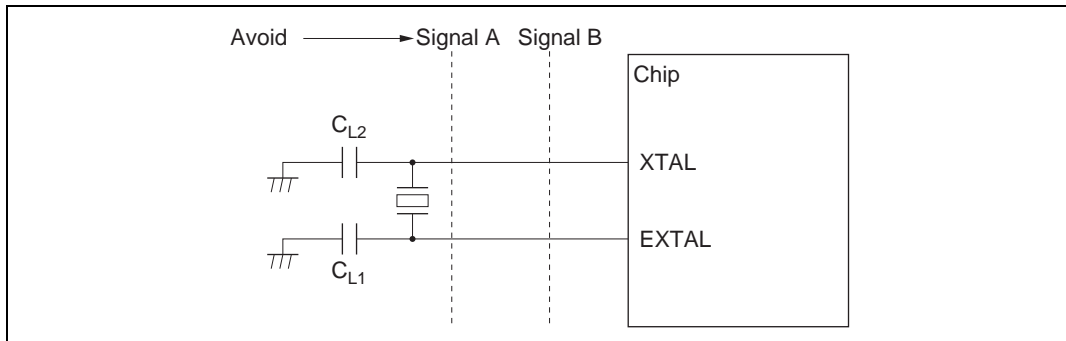 Avoid Signal A Signal B
Chip
CL2
XTAL
EXTAL
CL1